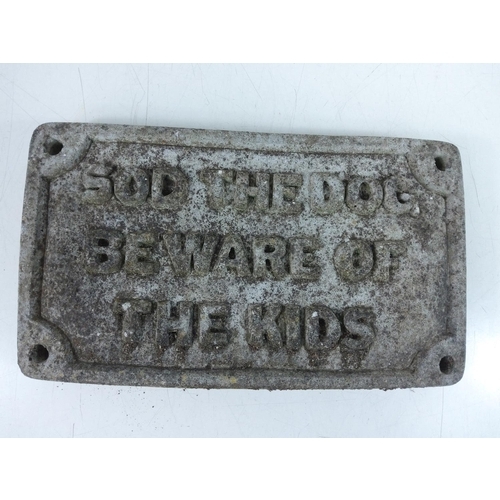 SOD THE DOG
BEWARE OF
THE KIDS